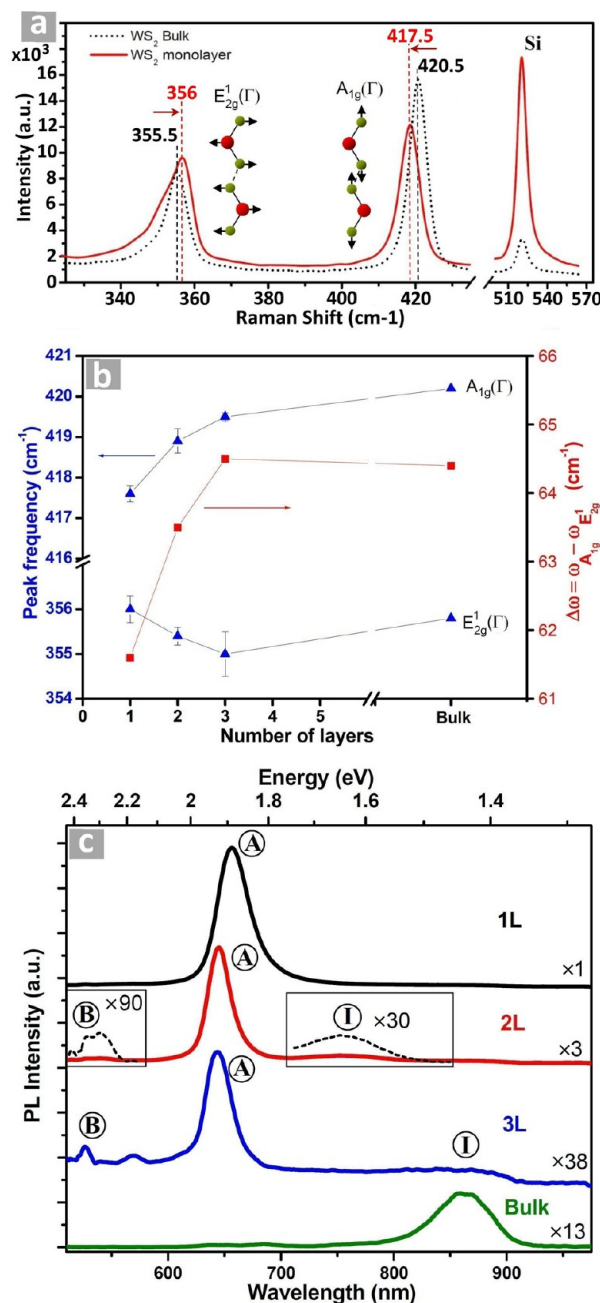 a
WS2 Bulk
WS2 monolayer
×10³
Intensity (a.u.)
18
16
14
12
10
8
6
4
2
0
356
355.5
E¹2g(Γ)
A1g(Γ)
417.5
420.5
Si
340 360 380 400 420 510 540 564
Raman Shift (cm-1)
b
Peak frequency (cm⁻¹)
421
420
419
418
417
416
356
355
354
A1g(Γ)
E¹2g(Γ)
66
65
64
63
62
61
Δω = ωA1g − ωE¹2g (cm⁻¹)
0 1 2 3 4 5 Bulk
Number of layers
Energy (eV)
2.4 2.2 2 1.8 1.6 1.4
c
PL Intensity (a.u.)
A
1L
×1
A
B
×90
I
×30
2L
×3
A
B
3L
I
×38
Bulk
×13
600 700 800 900
Wavelength (nm)